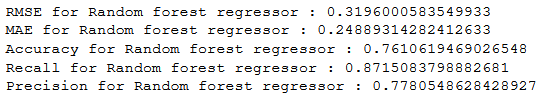 RMSE for Random forest regressor : 0.3196000583549933
MAE for Random forest regressor : 0.24889314282412633
Accuracy for Random forest regressor : 0.7610619469026548
Recall for Random forest regressor : 0.8715083798882681
Precision for Random forest regressor : 0.7780548628428927